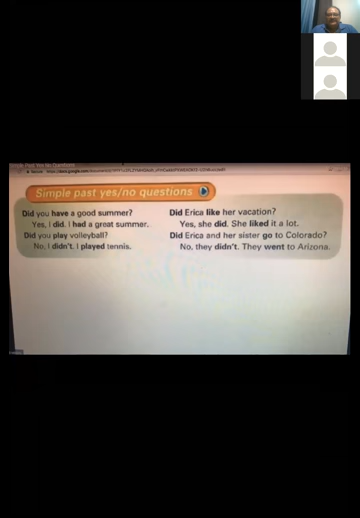 Simple past yes/no questions
Did you have a good summer?
Yes, I did. I had a great summer.
Did you play volleyball?
No, I didn't. I played tennis.
Did Erica like her vacation?
Yes, she did. She liked it a lot.
Did Erica and her sister go to Colorado?
No, they didn't. They went to Arizona.